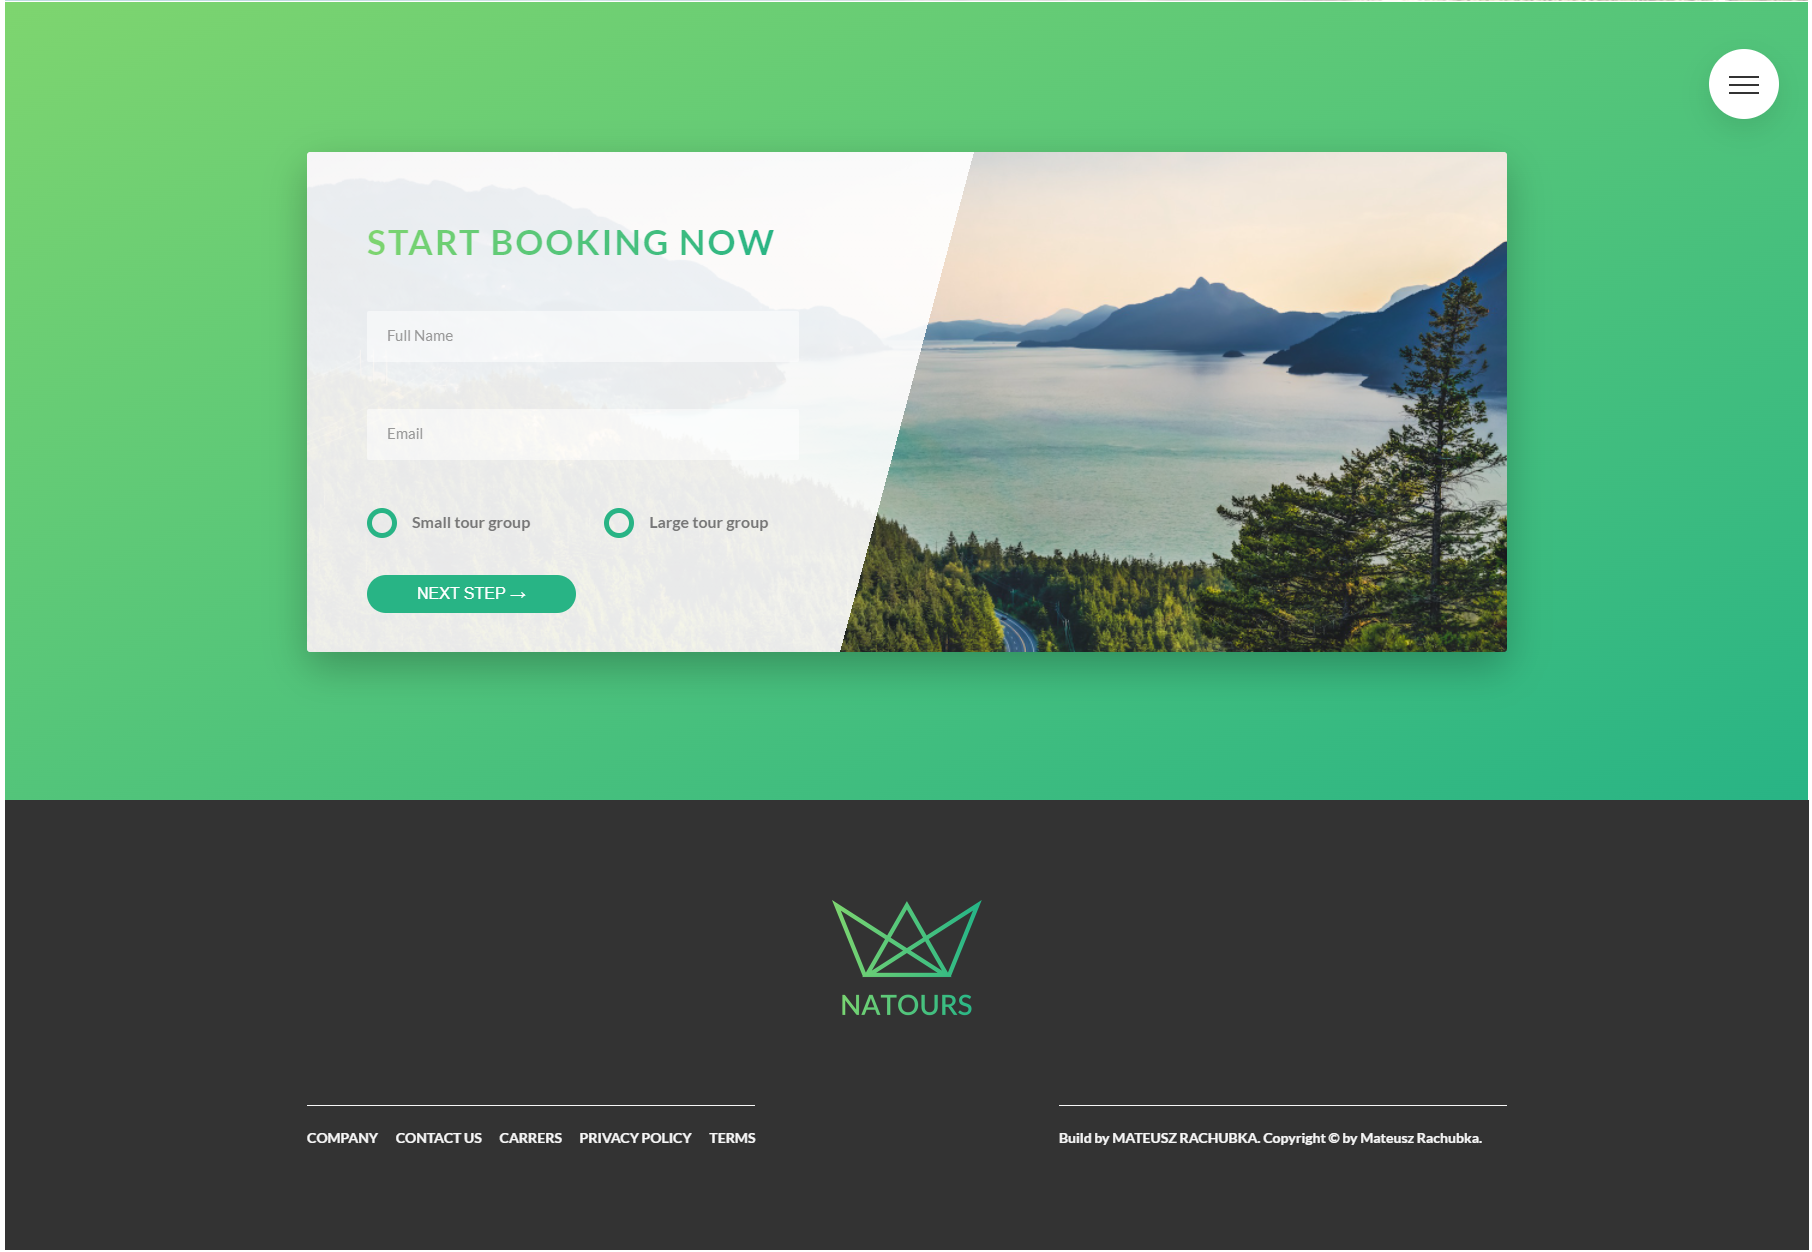 START BOOKING NOW
Full Name
Email
Small tour group
Large tour group
NEXT STEP →
NATOURS
COMPANY CONTACT US CARRERS PRIVACY POLICY TERMS
Build by MATEUSZ RACHUBKA. Copyright © by Mateusz Rachubka.